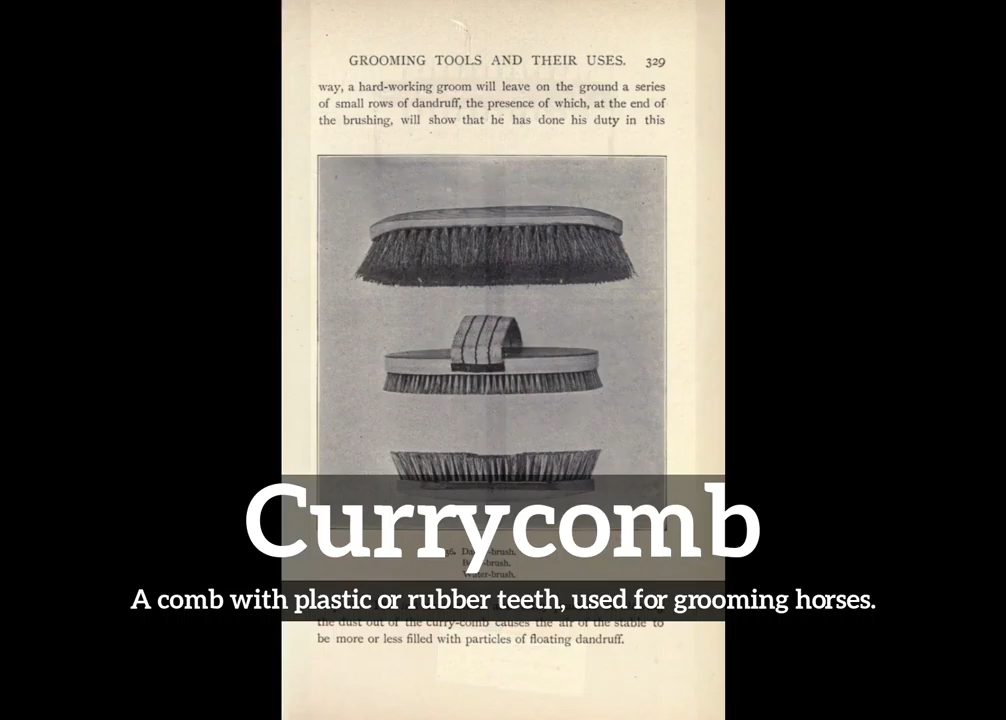 GROOMING TOOLS AND THEIR USES. 329
way, a hard-working groom will leave on the ground a series
of small rows of dandruff, the presence of which, at the end of
the brushing, will show that he has done his duty in this
Currycomb
-brush.
-brush.
Water-brush.
A comb with plastic or rubber teeth, used for grooming horses.
the dust out of the curry-comb causes the air of the stable to
be more or less filled with particles of floating dandruff.